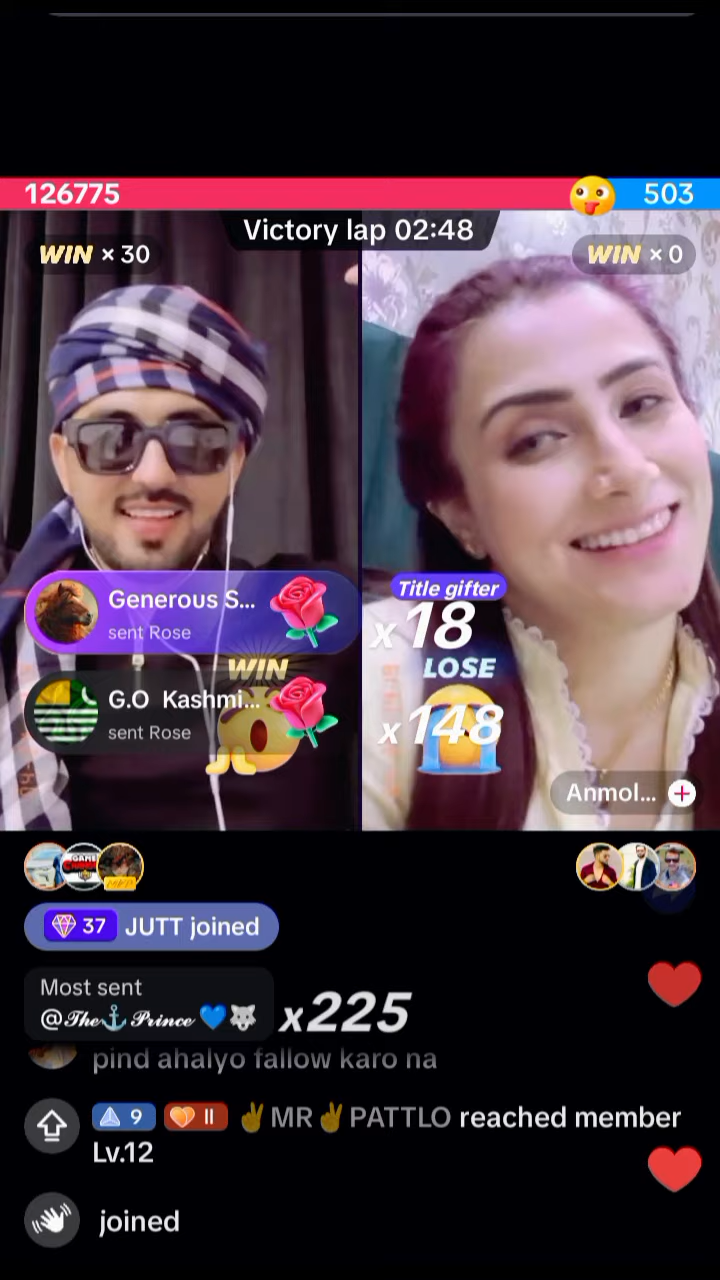 126775
503
Victory lap 02:48
WIN × 30
WIN × 0
Generous S...
sent Rose
Title gifter
x18
WIN
LOSE
G.O Kashmi...
sent Rose
x148
Anmol...
37 JUTT joined
Most sent
@𝒯𝒽ℯ⚓𝒫𝓇𝒾𝓃𝒸ℯ💙🐺 x225
pind ahalyo fallow karo na
9 II ✌MR✌PATTLO reached member
Lv.12
joined